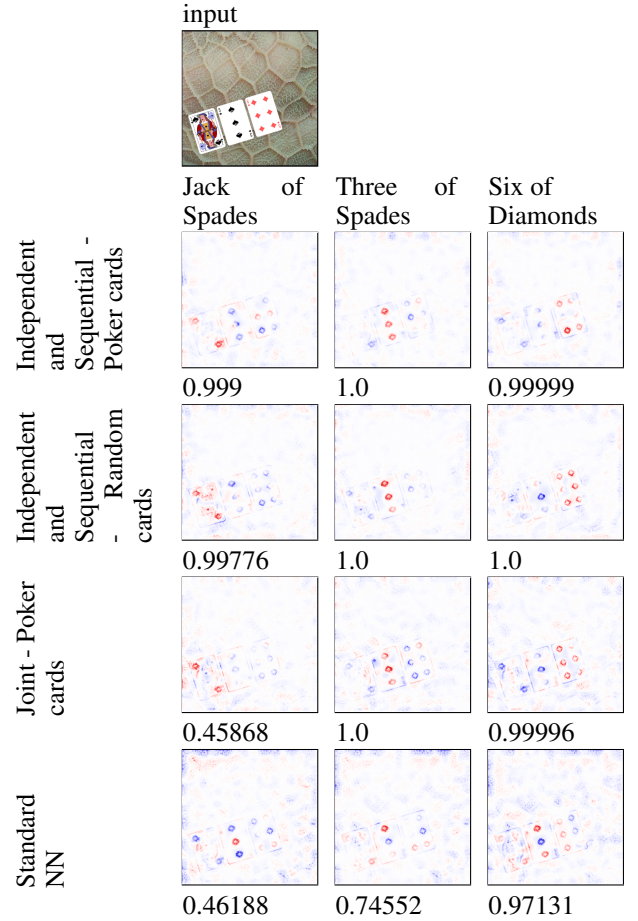 input
Jack of
Spades
Three of
Spades
Six of
Diamonds
Independent
and
Sequential -
Poker cards
0.999
1.0
0.99999
Independent
and
Sequential
- Random
cards
0.99776
1.0
1.0
Joint - Poker
cards
0.45868
1.0
0.99996
Standard
NN
0.46188
0.74552
0.97131